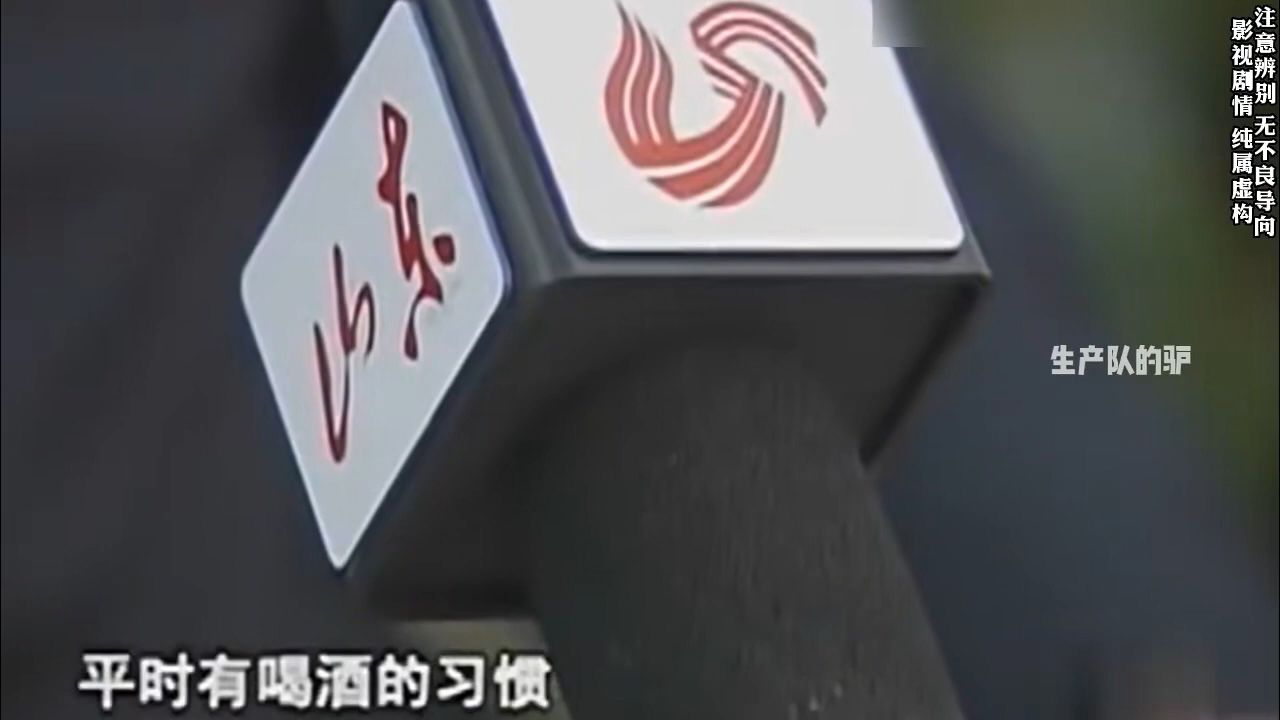 注意辨别 无不良导向
影视剧情 纯属虚构
山东
生产队的驴
平时有喝酒的习惯